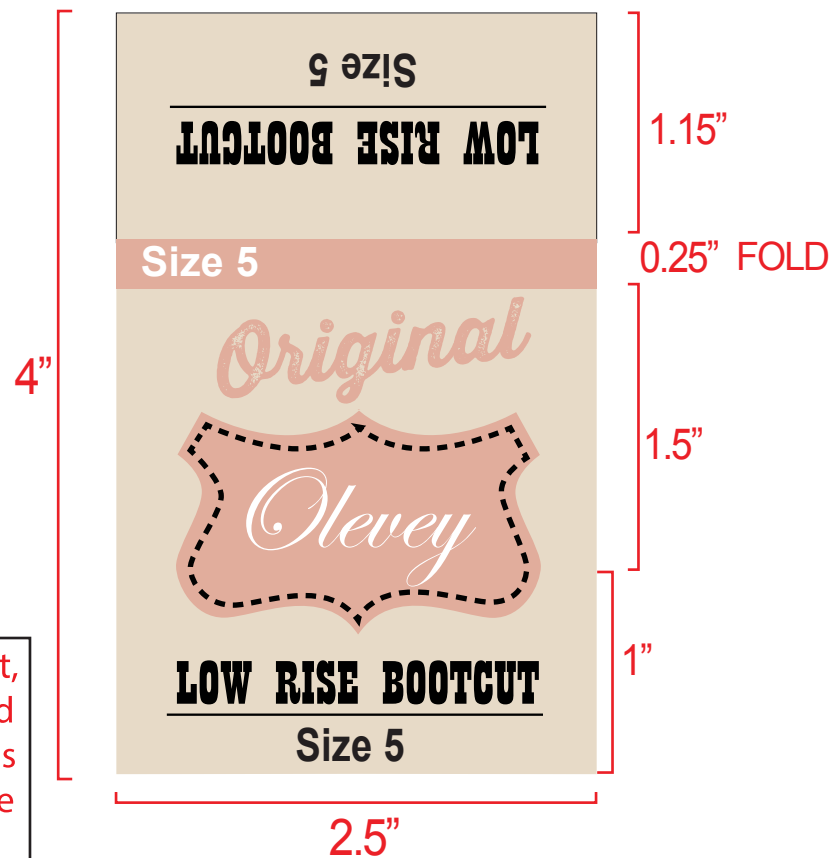 Size 5
LOW RISE BOOTCUT
1.15”
Size 5
0.25” FOLD
Original
4”
1.5”
Olevey
1”
LOW RISE BOOTCUT
Size 5
2.5”
t,
d
s
e